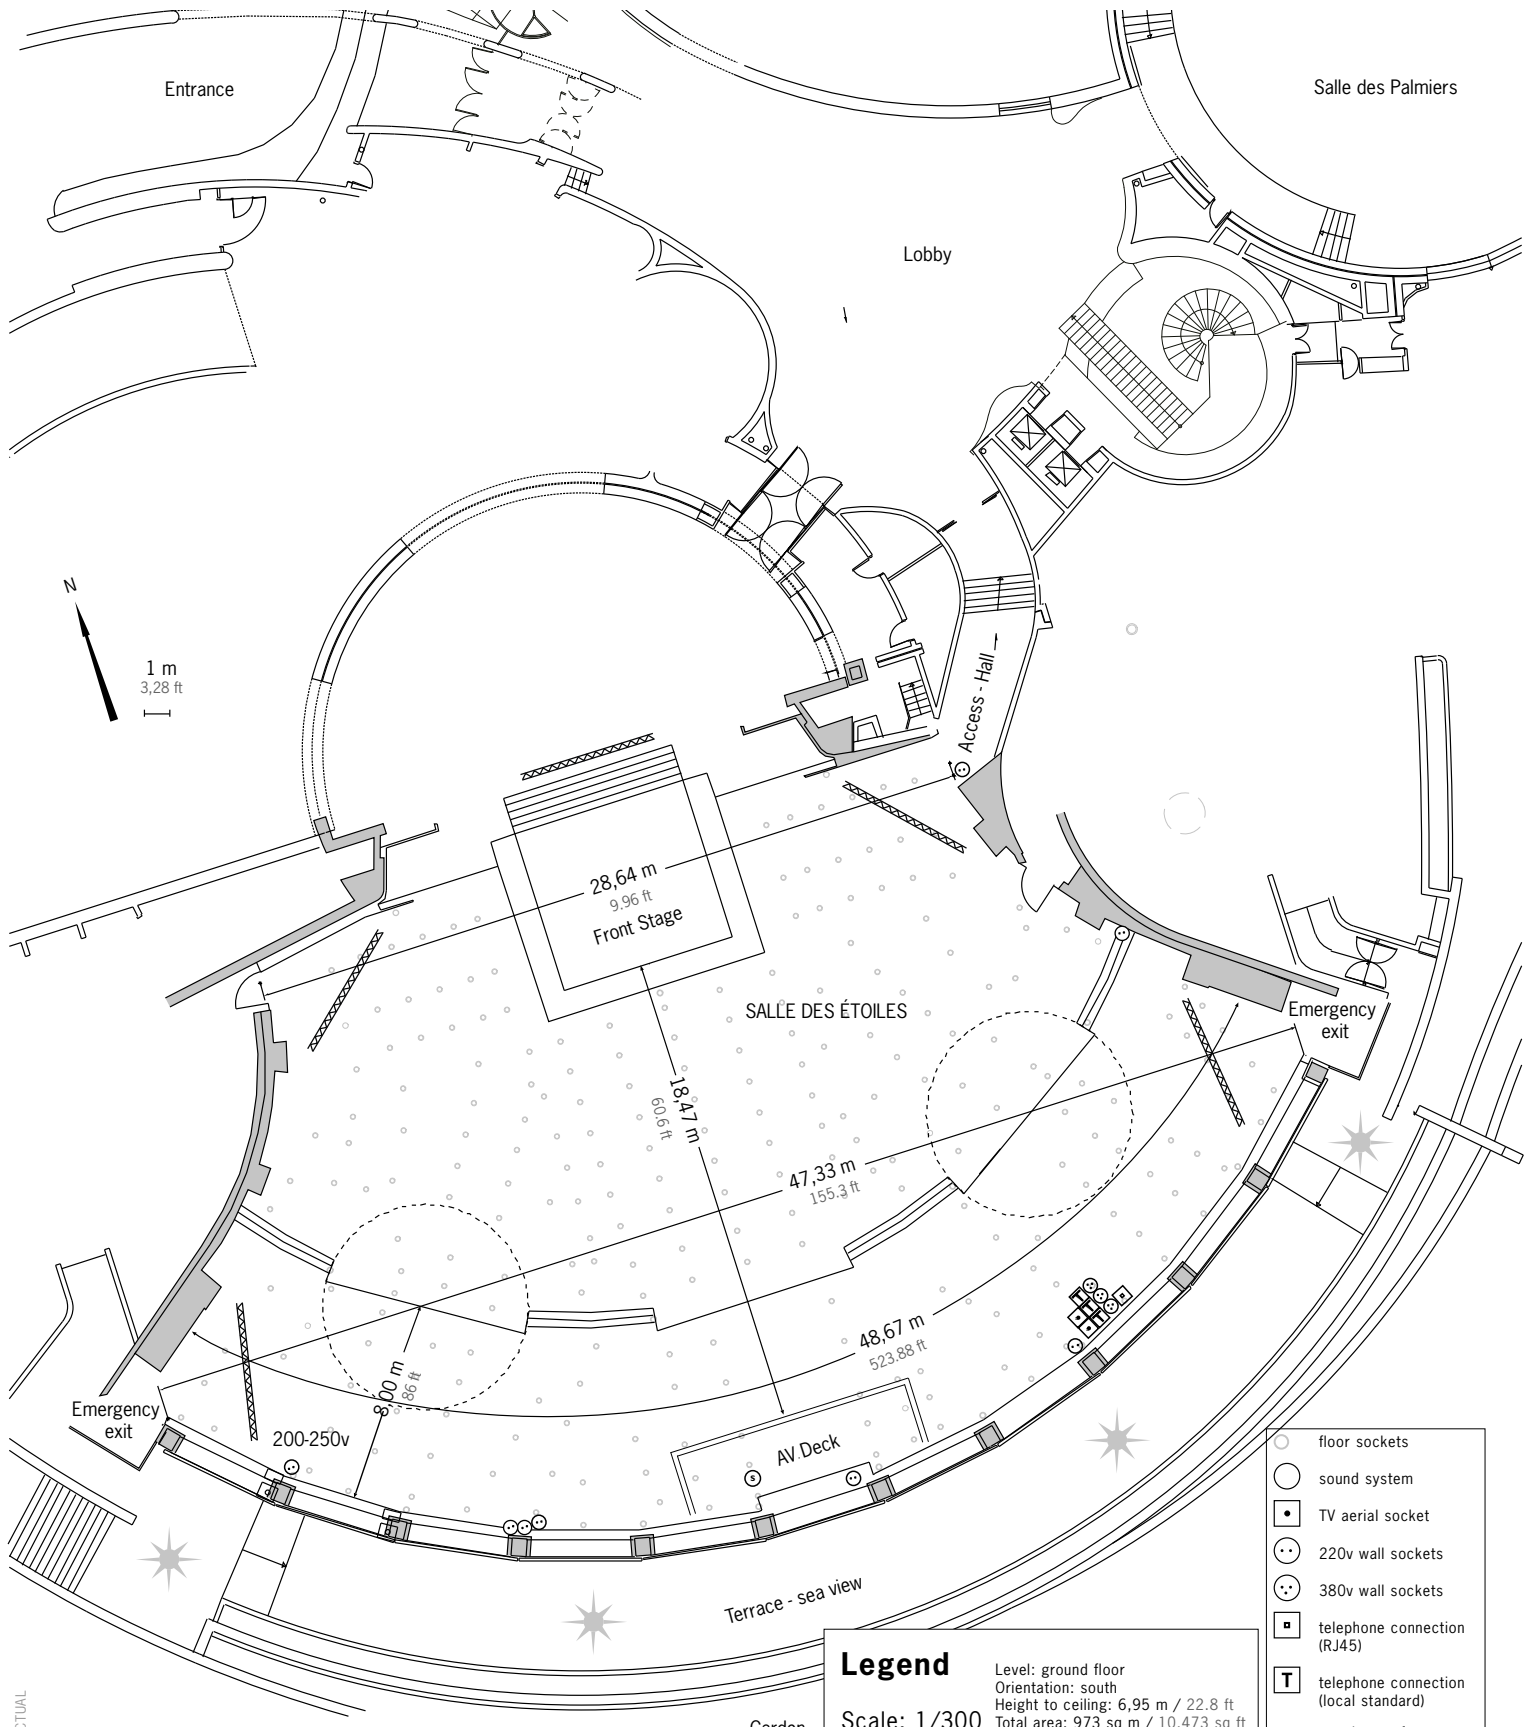 Entrance
Salle des Palmiers
Lobby
N
1 m
3,28 ft
Access - Hall
28,64 m
9.96 ft
Front Stage
SALLE DES ÉTOILES
Emergency
exit
18,47 m
60.6 ft
47,33 m
155.3 ft
48,67 m
523.88 ft
00 m
86 ft
Emergency
exit
200-250v
AV.Deck
Terrace - sea view
floor sockets
sound system
TV aerial socket
220v wall sockets
380v wall sockets
telephone connection
(RJ45)
T
telephone connection
(local standard)
S
Legend
Scale: 1/300
Level: ground floor
Orientation: south
Height to ceiling: 6,95 m / 22.8 ft
Total area: 973 sq m / 10,473 sq ft
Garden
CTUAL